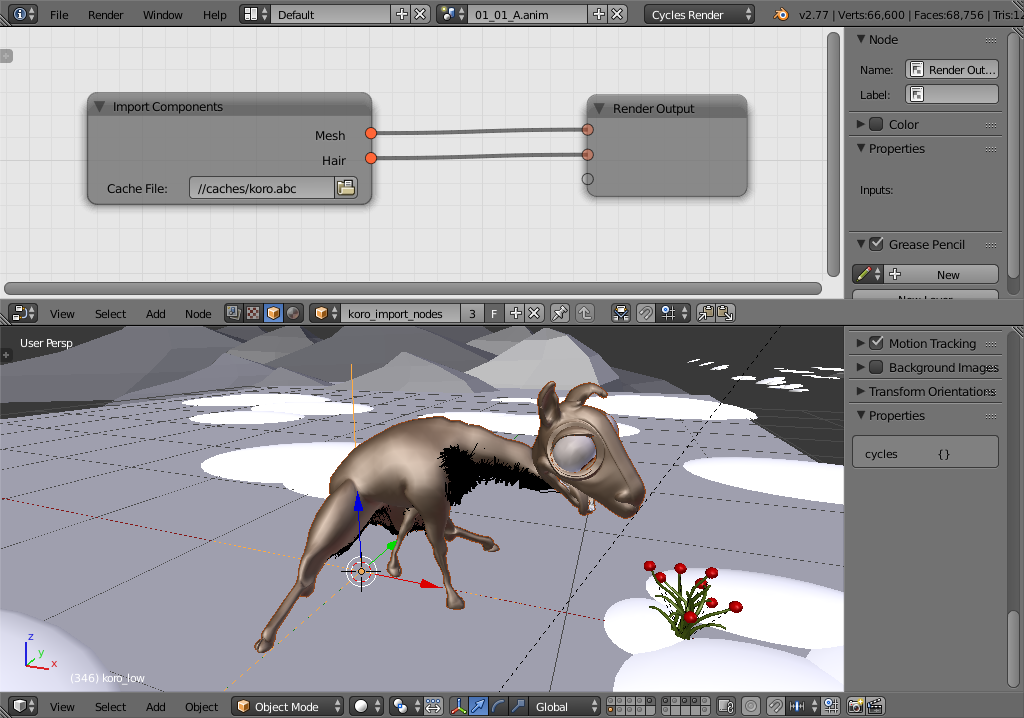 File Render Window Help Default 01_01_A.anim Cycles Render v2.77 | Verts:66,600 | Faces:68,756 | Tris:12
Import Components
Mesh
Hair
Cache File: //caches/koro.abc
Render Output
Node
Name: Render Out...
Label:
Color
Properties
Inputs:
Grease Pencil
New
New Layer
View Select Add Node koro_import_nodes 3 F
User Persp
z
y
x
(346) koro_low
Motion Tracking
Background Images
Transform Orientations
Properties
cycles {}
View Select Add Object Object Mode Global